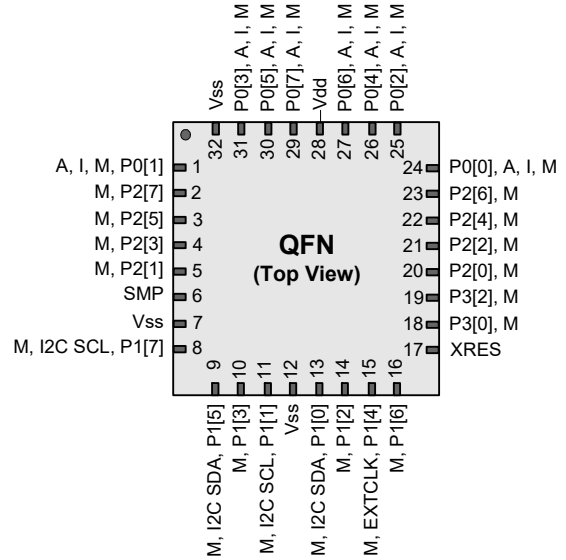 Vss
P0[3], A, I, M
P0[5], A, I, M
P0[7], A, I, M
Vdd
P0[6], A, I, M
P0[4], A, I, M
P0[2], A, I, M
32
31
30
29
28
27
26
25
A, I, M, P0[1] 1
M, P2[7] 2
M, P2[5] 3
M, P2[3] 4
M, P2[1] 5
SMP 6
Vss 7
M, I2C SCL, P1[7] 8
QFN
(Top View)
24 P0[0], A, I, M
23 P2[6], M
22 P2[4], M
21 P2[2], M
20 P2[0], M
19 P3[2], M
18 P3[0], M
17 XRES
9
10
11
12
13
14
15
16
M, I2C SDA, P1[5]
M, P1[3]
M, I2C SCL, P1[1]
Vss
M, I2C SDA, P1[0]
M, P1[2]
M, EXTCLK, P1[4]
M, P1[6]